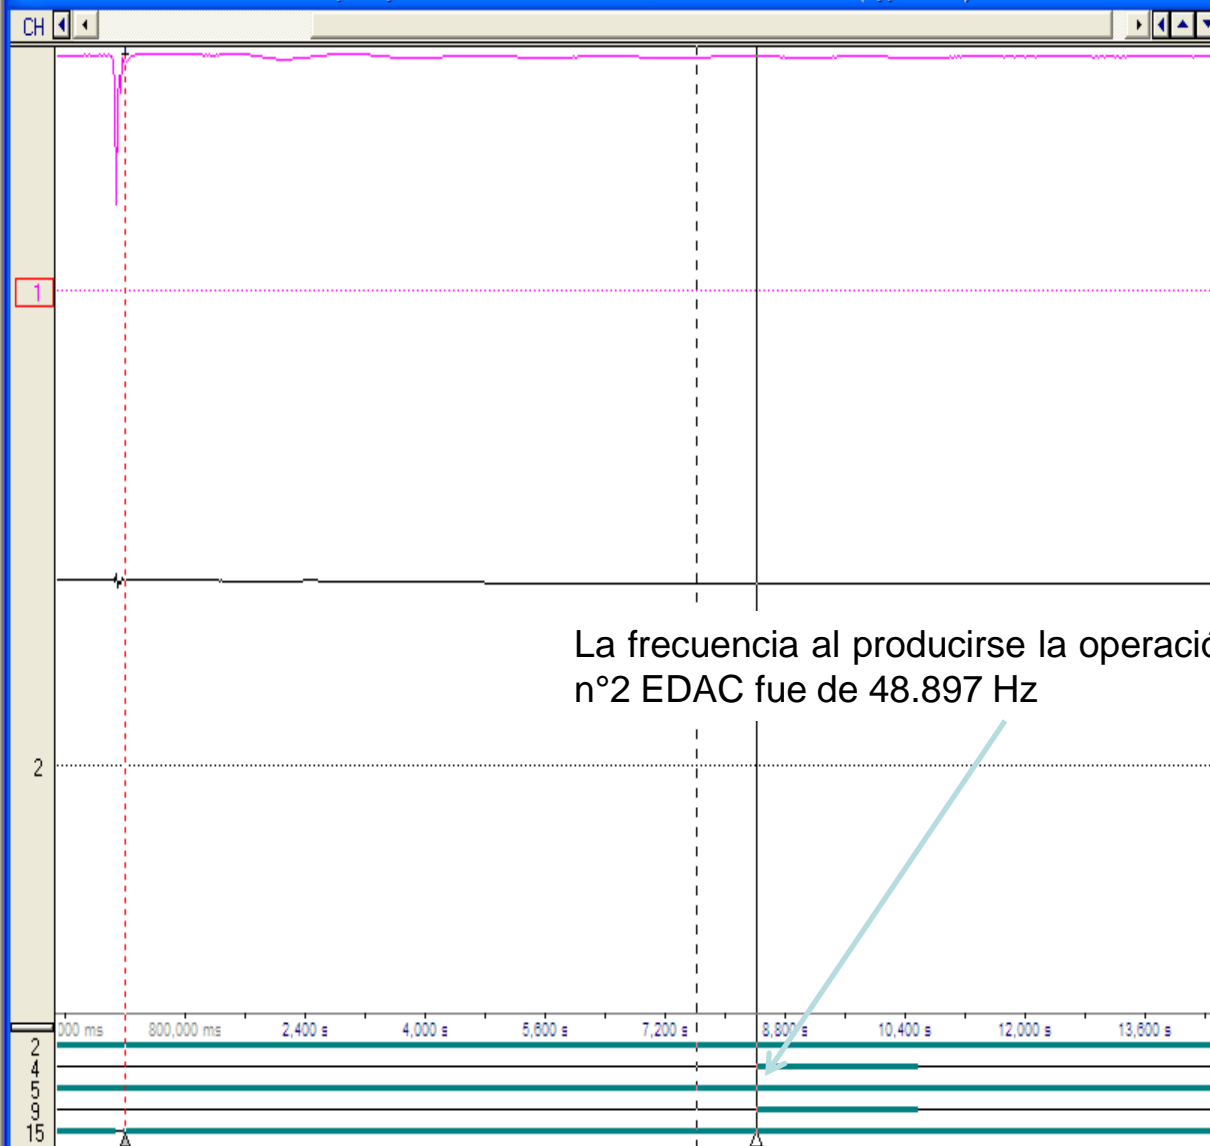 CH
1
La frecuencia al producirse la operació
n°2 EDAC fue de 48.897 Hz
2
000 ms 800,000 ms 2,400 s 4,000 s 5,600 s 7,200 s 8,800 s 10,400 s 12,000 s 13,600 s
2
4
5
9
15